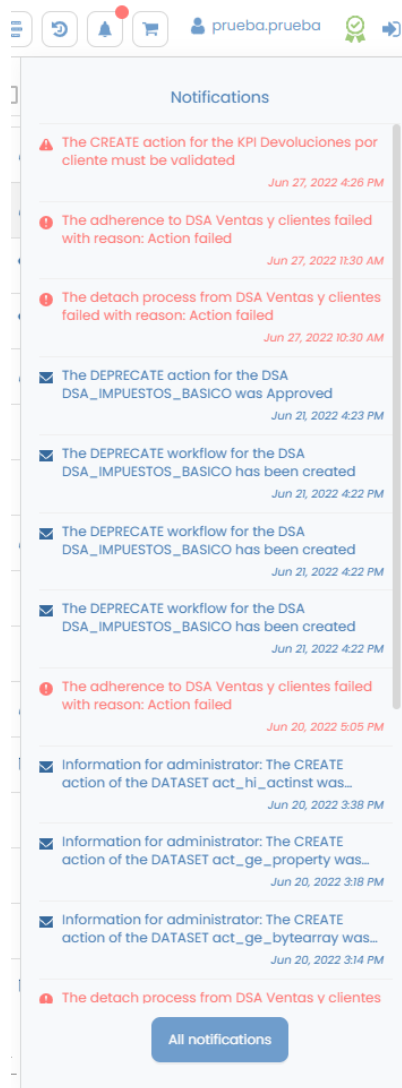 prueba.prueba
Notifications
The CREATE action for the KPI Devoluciones por
cliente must be validated
Jun 27, 2022 4:26 PM
The adherence to DSA Ventas y clientes failed
with reason: Action failed
Jun 27, 2022 11:30 AM
The detach process from DSA Ventas y clientes
failed with reason: Action failed
Jun 27, 2022 10:30 AM
The DEPRECATE action for the DSA
DSA_IMPUESTOS_BASICO was Approved
Jun 21, 2022 4:23 PM
The DEPRECATE workflow for the DSA
DSA_IMPUESTOS_BASICO has been created
Jun 21, 2022 4:22 PM
The DEPRECATE workflow for the DSA
DSA_IMPUESTOS_BASICO has been created
Jun 21, 2022 4:22 PM
The DEPRECATE workflow for the DSA
DSA_IMPUESTOS_BASICO has been created
Jun 21, 2022 4:22 PM
The adherence to DSA Ventas y clientes failed
with reason: Action failed
Jun 20, 2022 5:05 PM
Information for administrator: The CREATE
action of the DATASET act_hi_actinst was...
Jun 20, 2022 3:38 PM
Information for administrator: The CREATE
action of the DATASET act_ge_property was...
Jun 20, 2022 3:18 PM
Information for administrator: The CREATE
action of the DATASET act_ge_bytearray was...
Jun 20, 2022 3:14 PM
The detach process from DSA Ventas y clientes
All notifications